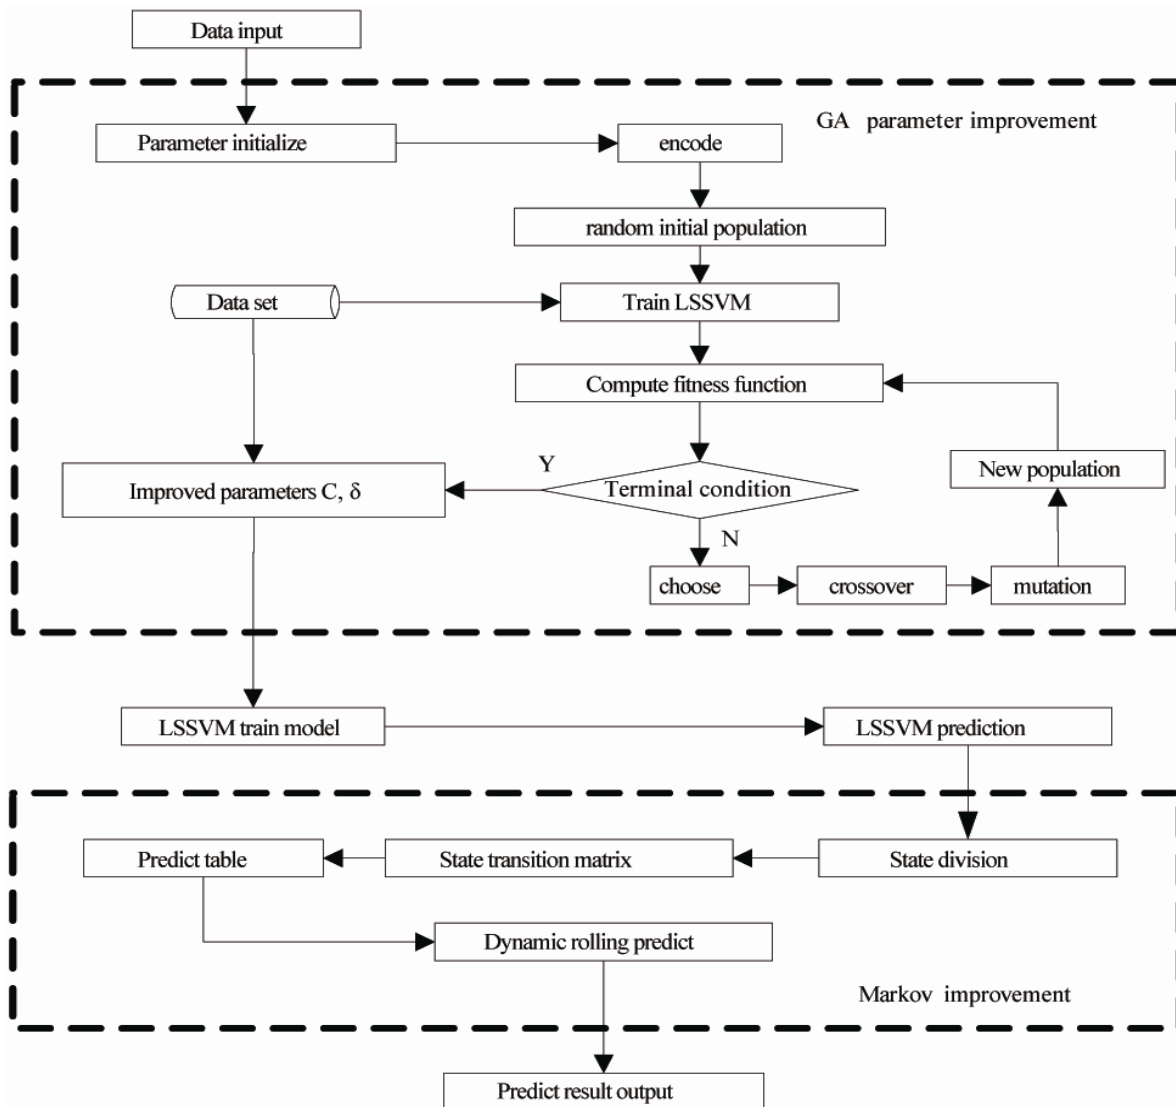 Data input
GA parameter improvement
Parameter initialize
encode
random initial population
Data set
Train LSSVM
Compute fitness function
Y
New population
Improved parameters C, δ
Terminal condition
N
choose
crossover
mutation
LSSVM train model
LSSVM prediction
Predict table
State transition matrix
State division
Dynamic rolling predict
Markov improvement
Predict result output